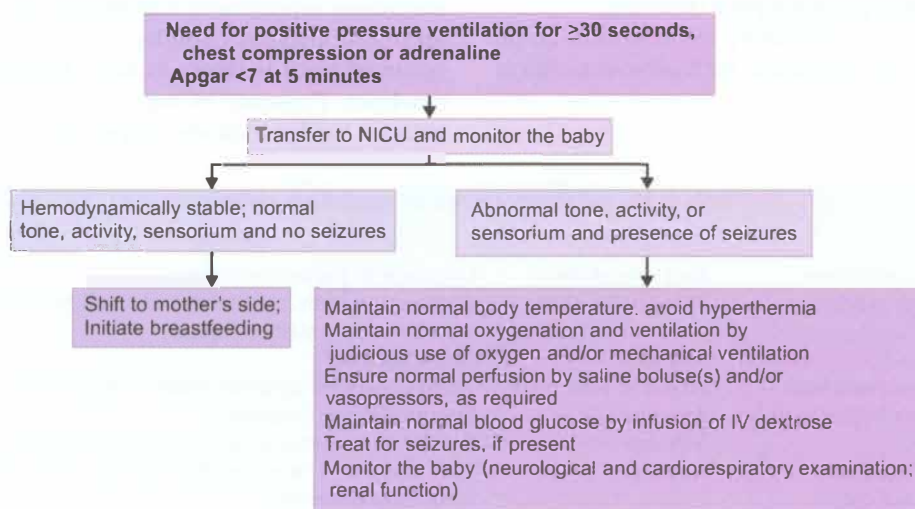 Need for positive pressure ventilation for ≥30 seconds,
chest compression or adrenaline
Apgar <7 at 5 minutes
Transfer to NICU and monitor the baby
Hemodynamically stable; normal
tone, activity, sensorium and no seizures
Abnormal tone, activity, or
sensorium and presence of seizures
Shift to mother's side;
Initiate breastfeeding
Maintain normal body temperature. avoid hyperthermia
Maintain normal oxygenation and ventilation by
judicious use of oxygen and/or mechanical ventilation
Ensure normal perfusion by saline boluse(s) and/or
vasopressors, as required
Maintain normal blood glucose by infusion of IV dextrose
Treat for seizures, if present
Monitor the baby (neurological and cardiorespiratory examination;
renal function)